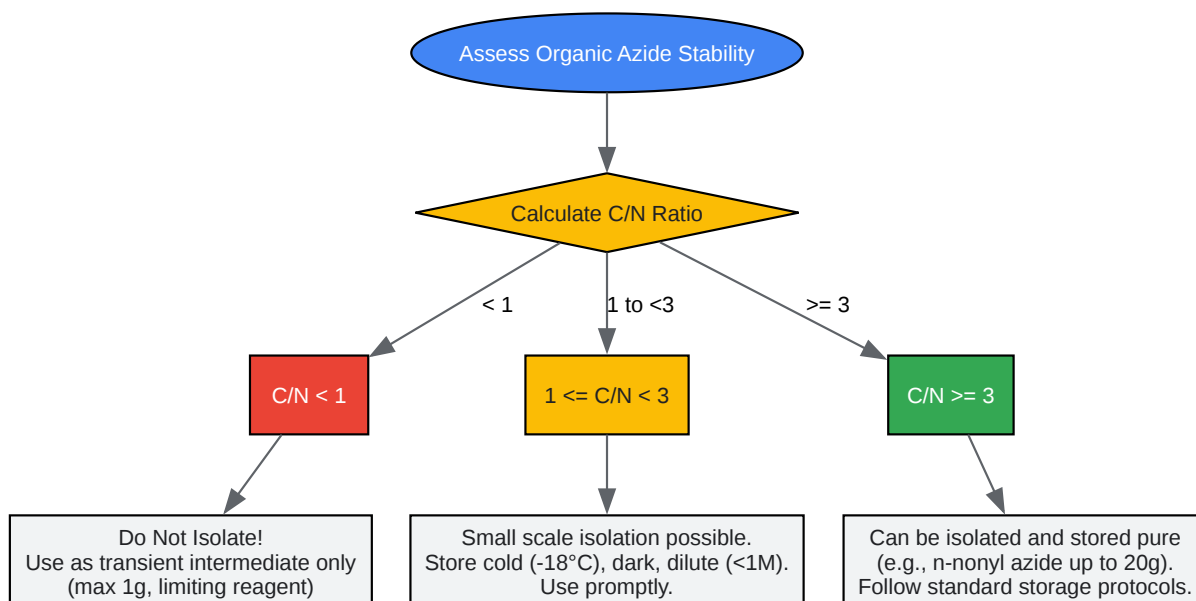 Assess Organic Azide Stability
Calculate C/N Ratio
< 1
1 to <3
>= 3
C/N < 1
1 <= C/N < 3
C/N >= 3
Do Not Isolate!
Use as transient intermediate only
(max 1g, limiting reagent)
Small scale isolation possible.
Store cold (-18°C), dark, dilute (<1M).
Use promptly.
Can be isolated and stored pure
(e.g., n-nonyl azide up to 20g).
Follow standard storage protocols.